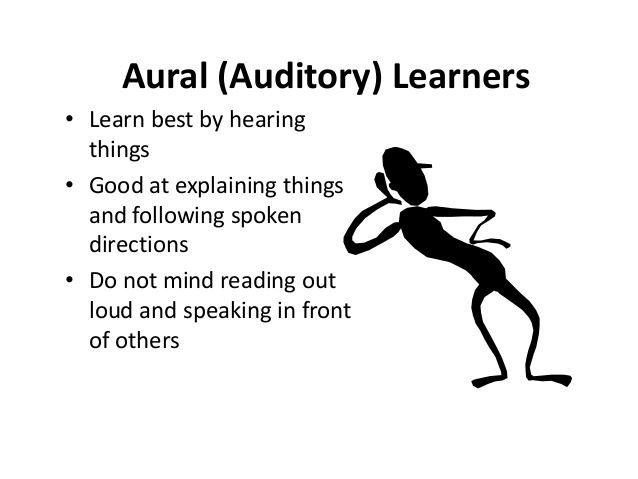 Aural (Auditory) Learners
• Learn best by hearing
things
• Good at explaining things
and following spoken
directions
• Do not mind reading out
loud and speaking in front
of others